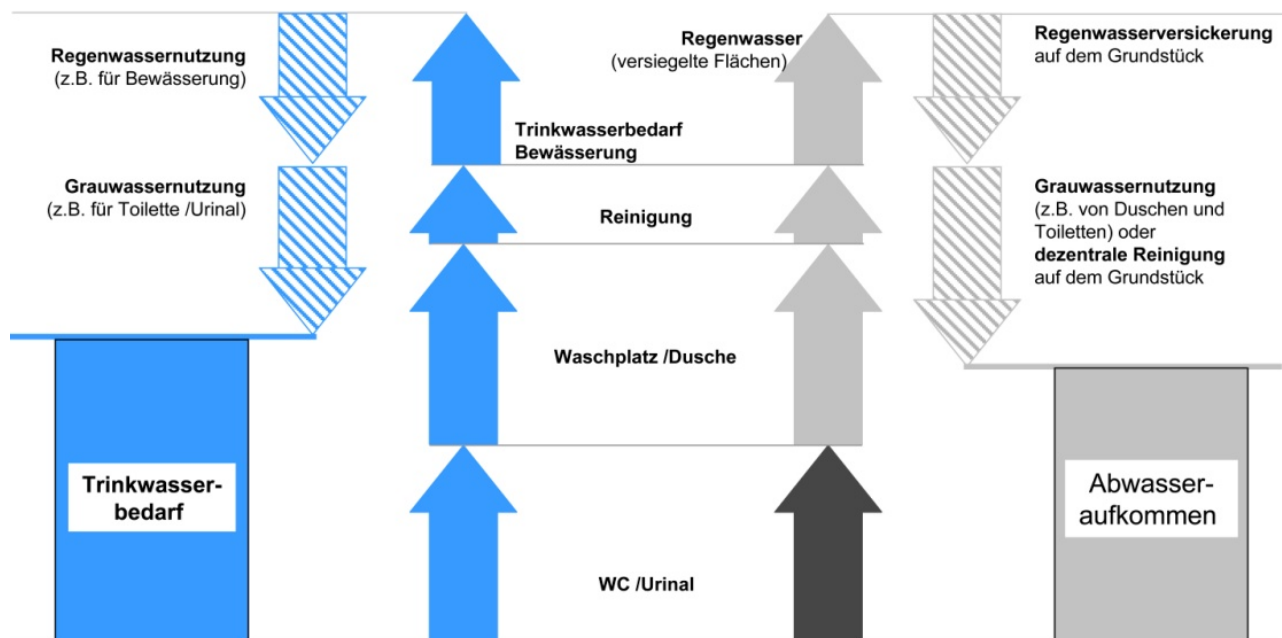 Regenwassernutzung
(z.B. für Bewässerung)
Grauwassernutzung
(z.B. für Toilette /Urinal)
Trinkwasser-
bedarf
Trinkwasserbedarf
Bewässerung
Reinigung
Waschplatz /Dusche
WC /Urinal
Regenwasser
(versiegelte Flächen)
Regenwasserversickerung
auf dem Grundstück
Grauwassernutzung
(z.B. von Duschen und
Toiletten) oder
dezentrale Reinigung
auf dem Grundstück
Abwasser-
aufkommen